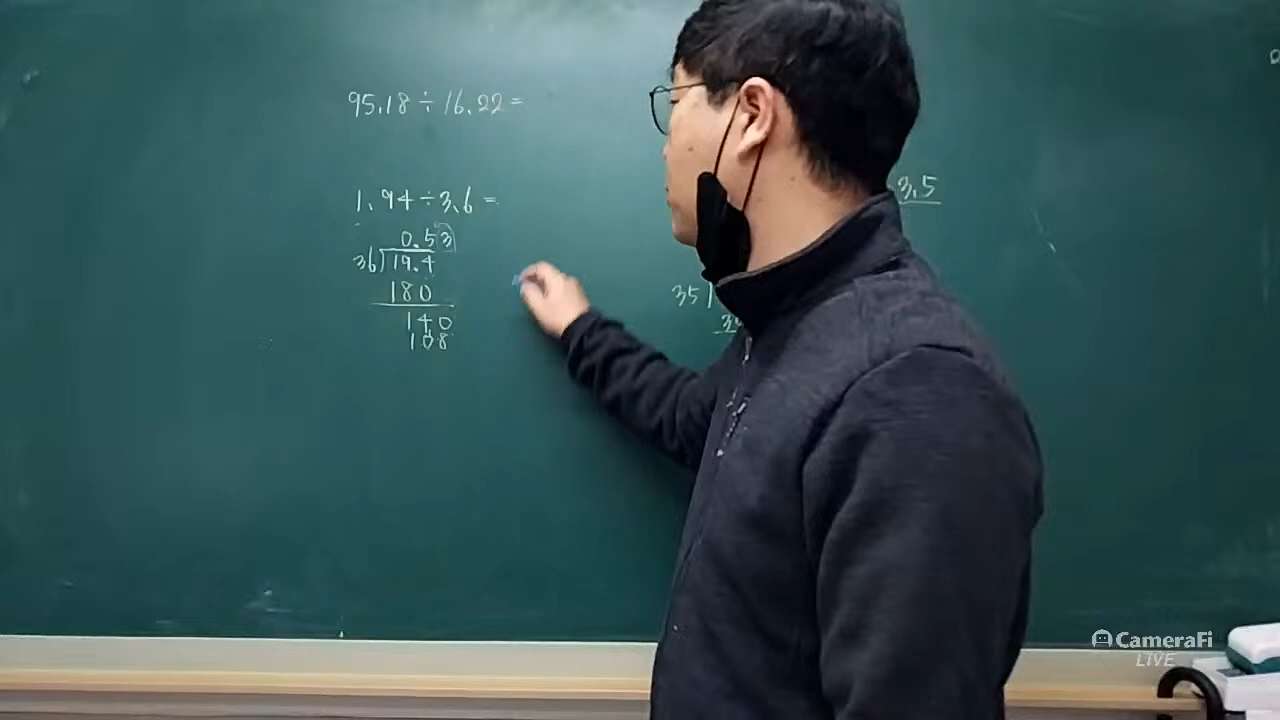 95.18 ÷ 16.22 =
1.94 ÷ 3.6 =
3.5
0.53
36) 19.4
180
35
140
108
CameraFi
LIVE